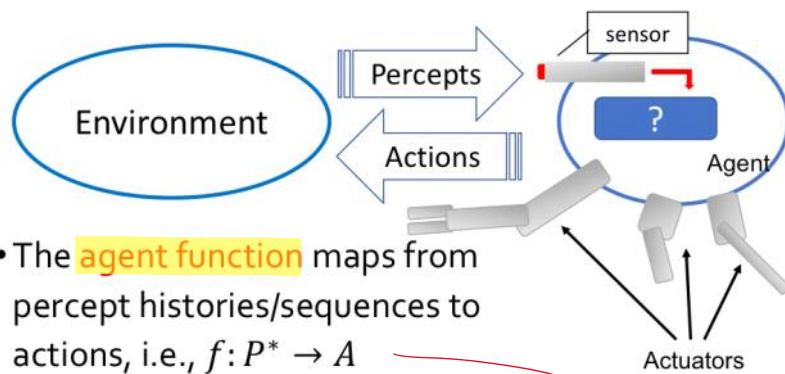 sensor
Percepts
Environment
?
Actions
Agent
• The agent function maps from
percept histories/sequences to
actions, i.e., f: P* → A
Actuators